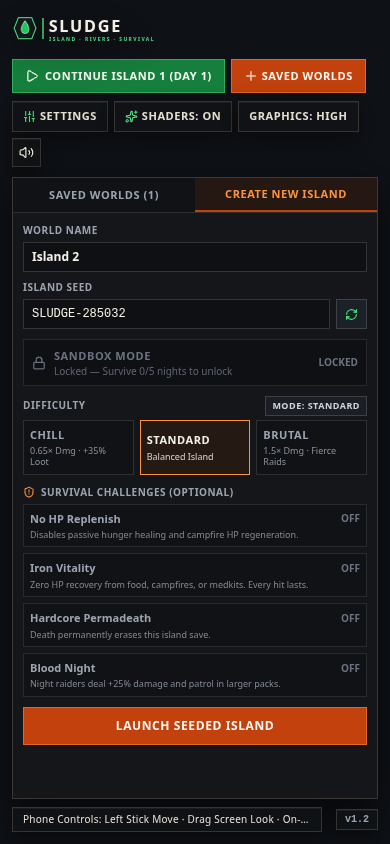 SLUDGE
ISLAND · RIVERS · SURVIVAL
CONTINUE ISLAND 1 (DAY 1)
SAVED WORLDS
SETTINGS
SHADERS: ON
GRAPHICS: HIGH
SAVED WORLDS (1)
CREATE NEW ISLAND
WORLD NAME
Island 2
ISLAND SEED
SLUDGE-285032
SANDBOX MODE
Locked — Survive 0/5 nights to unlock
LOCKED
DIFFICULTY
MODE: STANDARD
CHILL
0.65× Dmg · +35%
Loot
STANDARD
Balanced Island
BRUTAL
1.5× Dmg · Fierce
Raids
SURVIVAL CHALLENGES (OPTIONAL)
No HP Replenish
OFF
Disables passive hunger healing and campfire HP regeneration.
Iron Vitality
OFF
Zero HP recovery from food, campfires, or medkits. Every hit lasts.
Hardcore Permadeath
OFF
Death permanently erases this island save.
Blood Night
OFF
Night raiders deal +25% damage and patrol in larger packs.
LAUNCH SEEDED ISLAND
Phone Controls: Left Stick Move · Drag Screen Look · On-...
v1.2